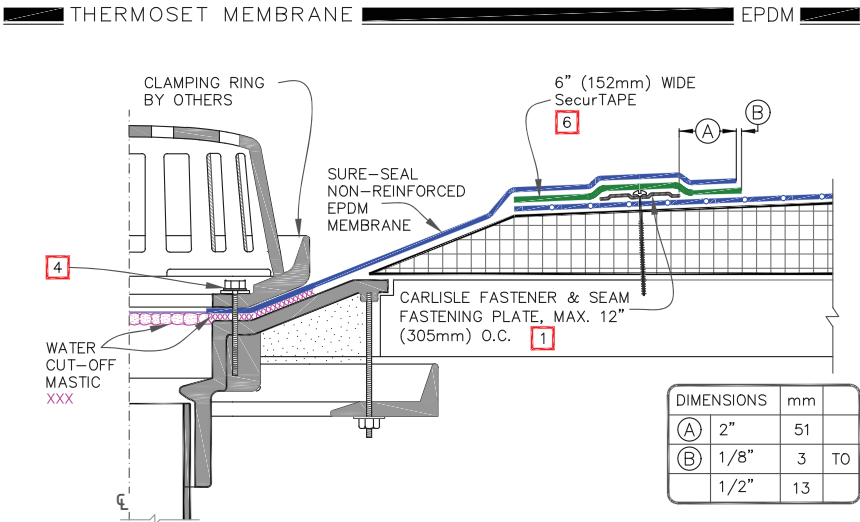 THERMOSET MEMBRANE
EPDM
CLAMPING RING
BY OTHERS
6" (152mm) WIDE
SecurTAPE
6
A
B
SURE-SEAL
NON-REINFORCED
EPDM
MEMBRANE
4
CARLISLE FASTENER & SEAM
FASTENING PLATE, MAX. 12"
(305mm) O.C.
1
WATER
CUT-OFF
MASTIC
XXX
DIMENSIONS mm
A 2" 51
B 1/8" 3 TO
1/2" 13
℄